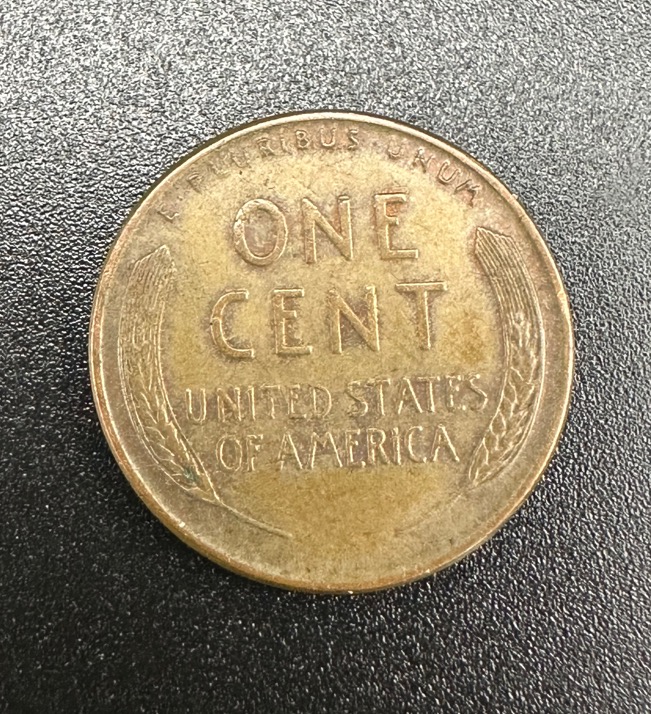 E · PLURIBUS · UNUM
ONE
CENT
UNITED STATES
OF AMERICA